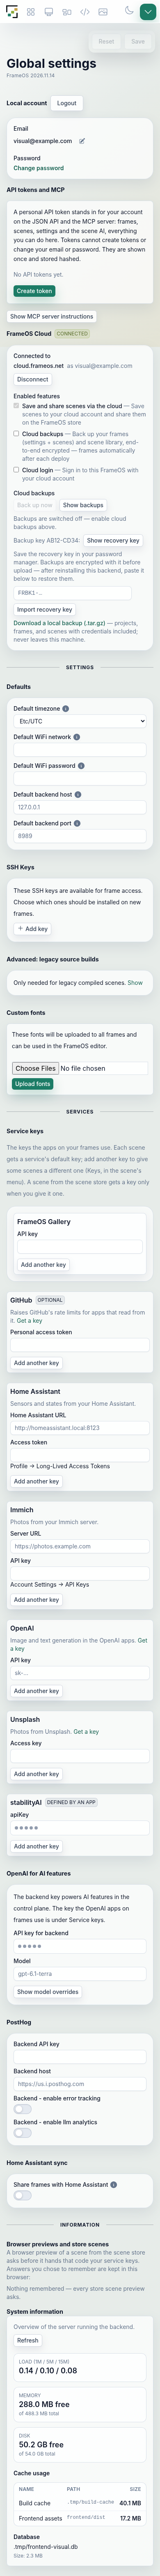 Reset
Save
Global settings
FrameOS 2026.11.14
Local account
Logout
Email
visual@example.com
Password
Change password
API tokens and MCP
A personal API token stands in for your account
on the JSON API and the MCP server: frames,
scenes, settings and the scene AI, everything
you can do here. Tokens cannot create tokens or
change your email or password. They are shown
once and stored hashed.
No API tokens yet.
Create token
Show MCP server instructions
FrameOS Cloud CONNECTED
Connected to
cloud.frameos.net as visual@example.com
Disconnect
Enabled features
Save and share scenes via the cloud — Save
scenes to your cloud account and share them
on the FrameOS store
Cloud backups — Back up your frames
(settings + scenes) and scene library, end-
to-end encrypted — frames automatically
after each deploy
Cloud login — Sign in to this FrameOS with
your cloud account
Cloud backups
Back up now
Show backups
Backups are switched off — enable cloud
backups above.
Backup key AB12-CD34:
Show recovery key
Save the recovery key in your password
manager. Backups are encrypted with it before
upload — after reinstalling this backend, paste it
below to restore them.
FRBK1-…
Import recovery key
Download a local backup (.tar.gz) — projects,
frames, and scenes with credentials included;
never leaves this machine.
SETTINGS
Defaults
Default timezone
Etc/UTC
Default WiFi network
Default WiFi password
Default backend host
127.0.0.1
Default backend port
8989
SSH Keys
These SSH keys are available for frame access.
Choose which ones should be installed on new
frames.
+ Add key
Advanced: legacy source builds
Only needed for legacy compiled scenes. Show
Custom fonts
These fonts will be uploaded to all frames and
can be used in the FrameOS editor.
Choose Files No file chosen
Upload fonts
SERVICES
Service keys
The keys the apps on your frames use. Each scene
gets a service's default key; add another key to give
some scenes a different one (Keys, in the scene's
menu). A scene from the scene store gets a key only
when you give it one.
FrameOS Gallery
API key
Add another key
GitHub OPTIONAL
Raises GitHub's rate limits for apps that read from
it. Get a key
Personal access token
Add another key
Home Assistant
Sensors and states from your Home Assistant.
Home Assistant URL
http://homeassistant.local:8123
Access token
Profile → Long-Lived Access Tokens
Add another key
Immich
Photos from your Immich server.
Server URL
https://photos.example.com
API key
Account Settings → API Keys
Add another key
OpenAI
Image and text generation in the OpenAI apps. Get
a key
API key
sk-…
Add another key
Unsplash
Photos from Unsplash. Get a key
Access key
Add another key
stabilityAI DEFINED BY AN APP
apiKey
Add another key
OpenAI for AI features
The backend key powers AI features in the
control plane. The key the OpenAI apps on
frames use is under Service keys.
API key for backend
Model
gpt-6.1-terra
Show model overrides
PostHog
Backend API key
Backend host
https://us.i.posthog.com
Backend - enable error tracking
Backend - enable llm analytics
Home Assistant sync
Share frames with Home Assistant
INFORMATION
Browser previews and store scenes
A browser preview of a scene from the scene store
asks before it hands that code your service keys.
Answers you chose to remember are kept in this
browser.
Nothing remembered — every store scene preview
asks.
System information
Overview of the server running the backend.
Refresh
LOAD (1M / 5M / 15M)
0.14 / 0.10 / 0.08
MEMORY
288.0 MB free
of 488.3 MB total
DISK
50.2 GB free
of 54.0 GB total
Cache usage
NAME PATH SIZE
Build cache .tmp/build-cache 40.1 MB
Frontend assets frontend/dist 17.2 MB
Database
.tmp/frontend-visual.db
Size: 2.3 MB